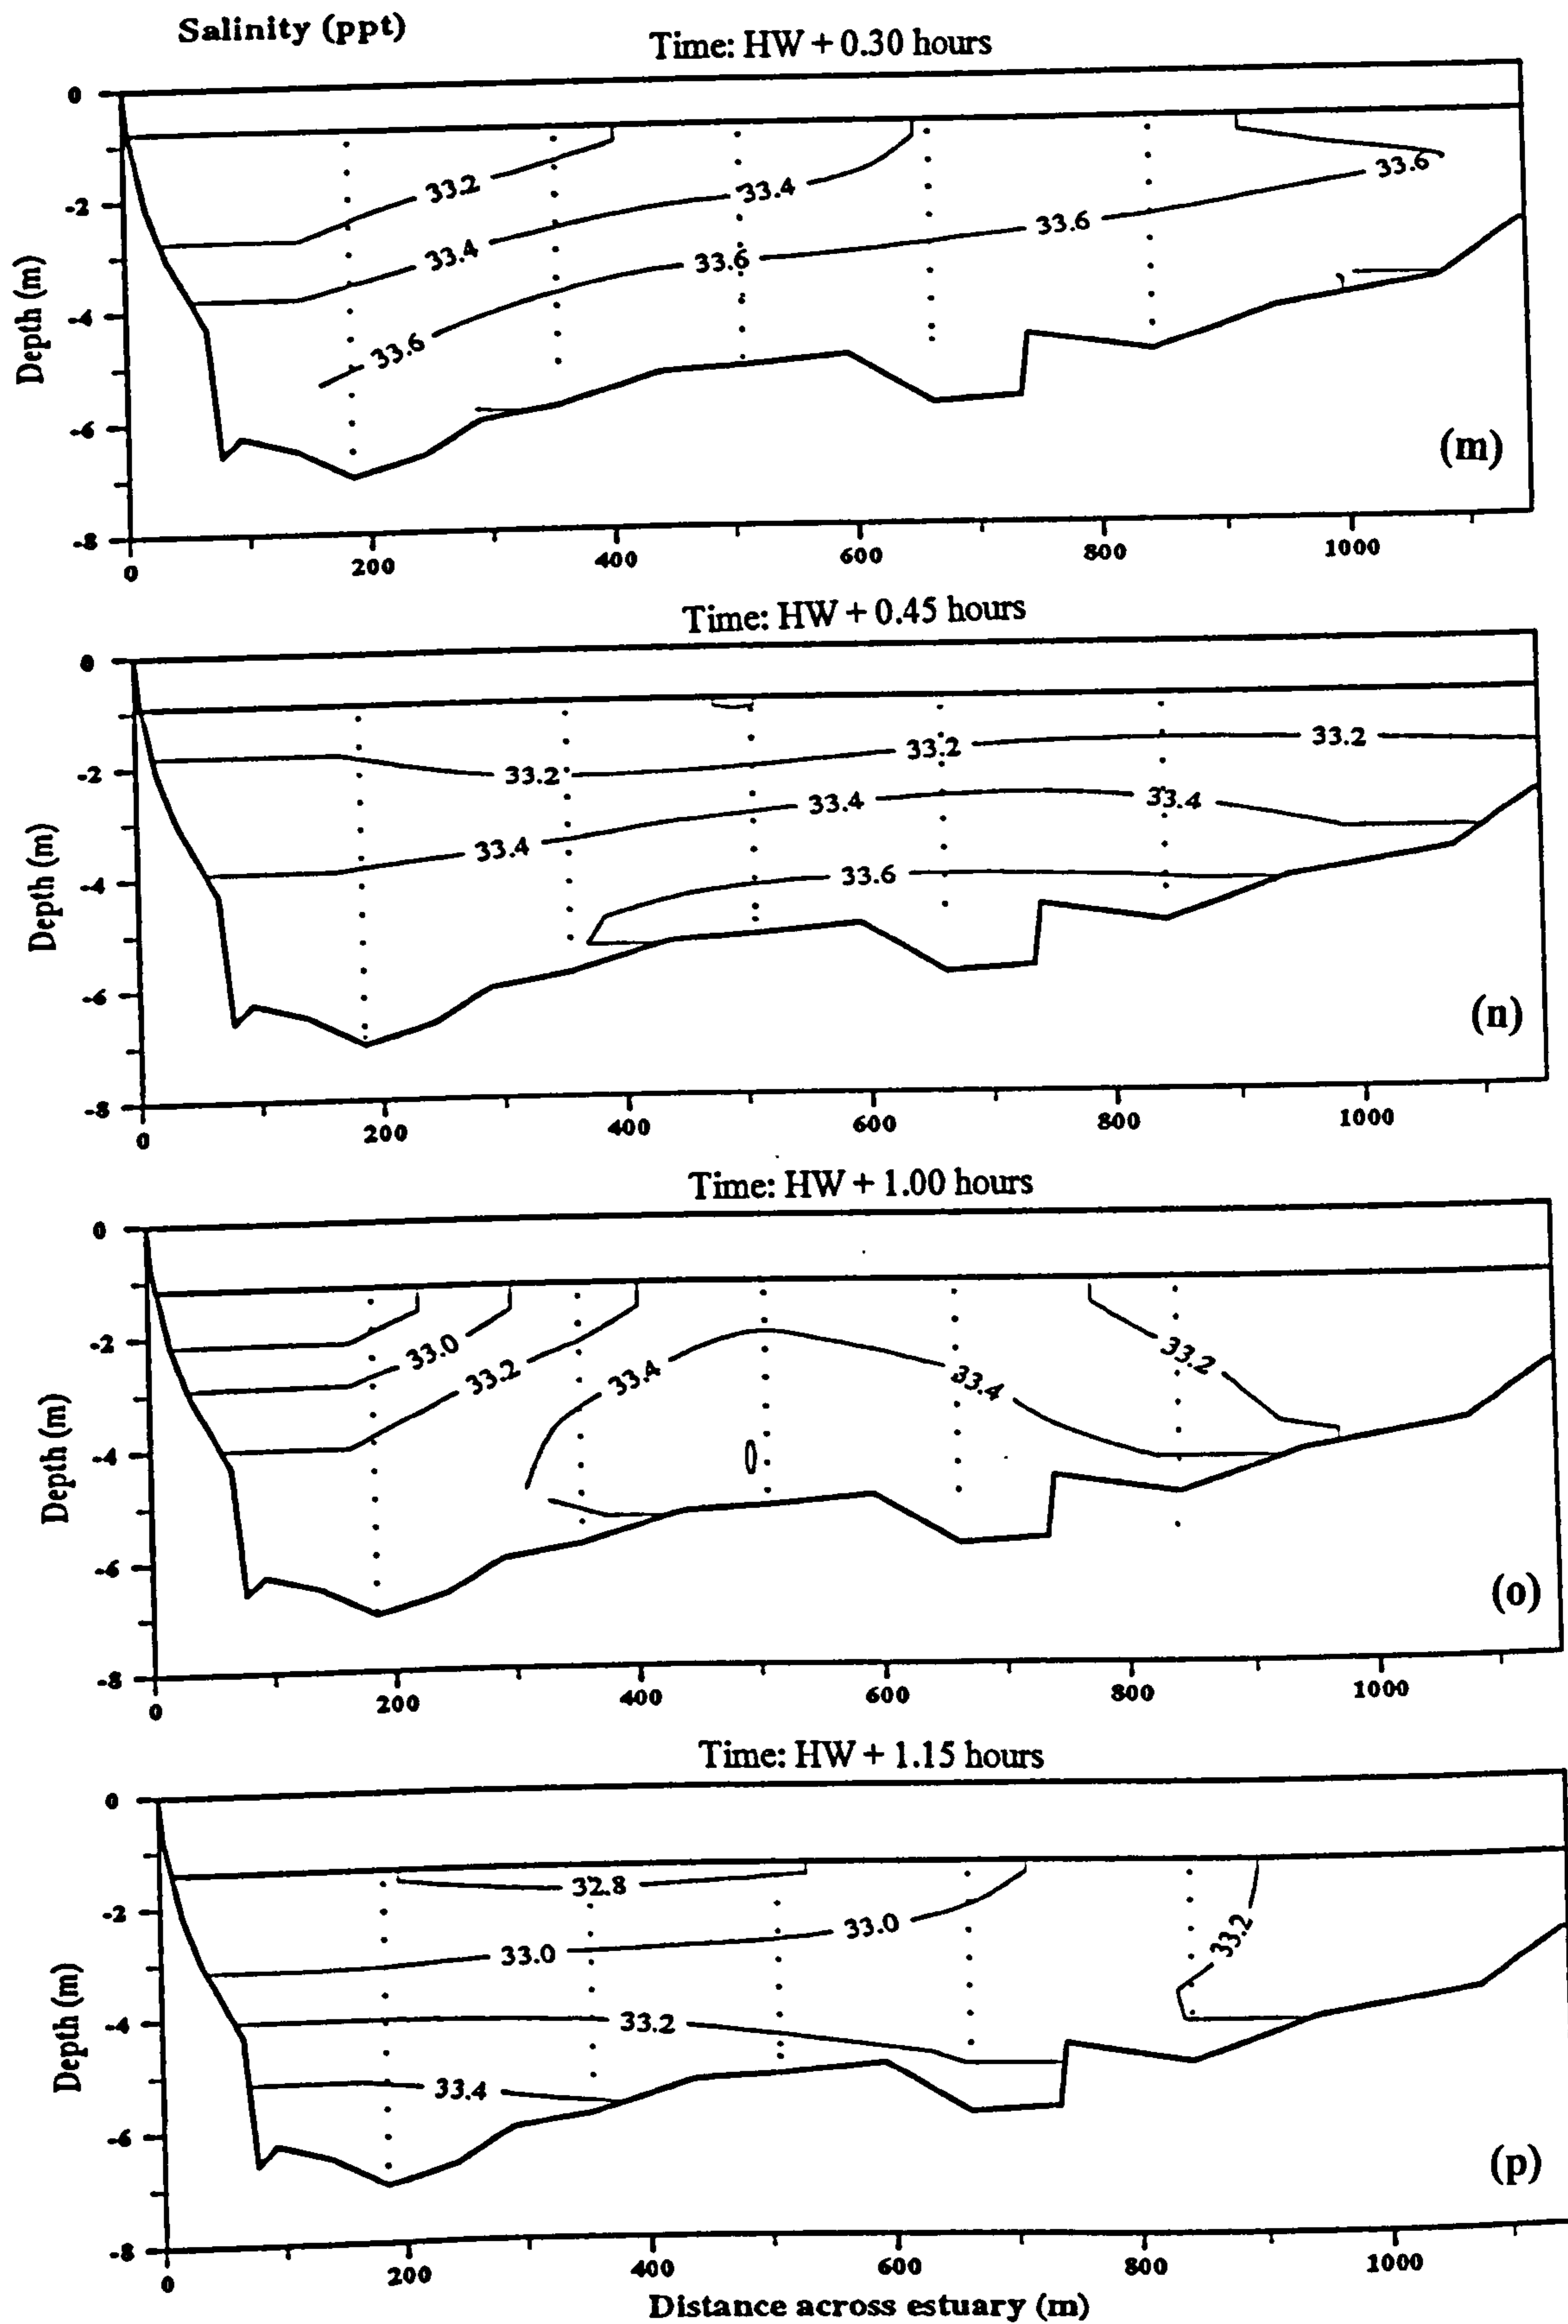 Salinity (ppt)
Time: HW + 0.30 hours
0
-2
-4
-6
-8
Depth (m)
33.2
33.4
33.4
33.6
33.6
33.6
33.6
(m)
0 200 400 600 800 1000
Time: HW + 0.45 hours
0
-2
-4
-6
-8
Depth (m)
33.2
33.2
33.2
33.4
33.4
33.4
33.6
(n)
0 200 400 600 800 1000
Time: HW + 1.00 hours
0
-2
-4
-6
-8
Depth (m)
33.0
33.2
33.4
33.4
33.2
(o)
0 200 400 600 800 1000
Time: HW + 1.15 hours
0
-2
-4
-6
-8
Depth (m)
32.8
33.0
33.0
33.2
33.2
33.4
(p)
0 200 400 600 800 1000
Distance across estuary (m)